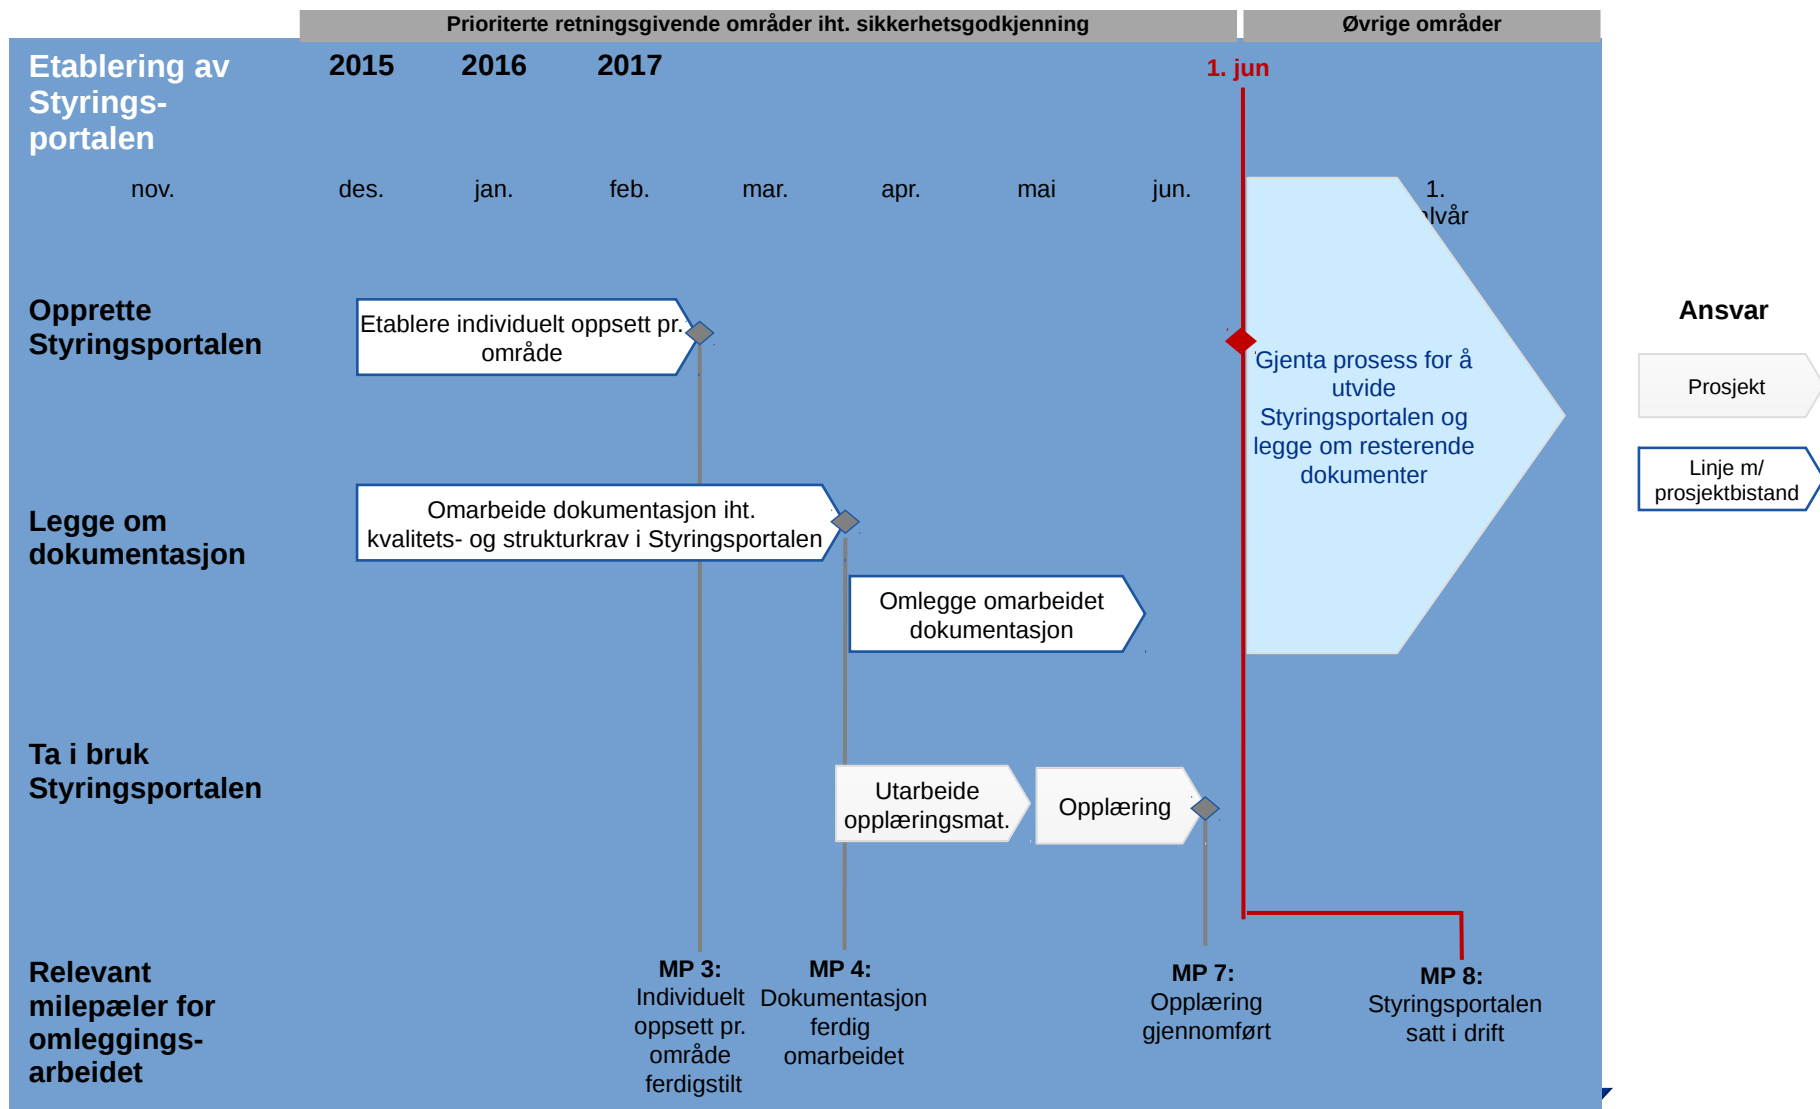 Prioriterte retningsgivende områder iht. sikkerhetsgodkjenning
Øvrige områder
Etablering av
Styrings-
portalen
2015
2016
2017
1. jun
nov.
des.
jan.
feb.
mar.
apr.
mai
jun.
1.
Opprette
Styringsportalen
Etablere individuelt oppsett pr.
område
Gjenta prosess for å
utvide
Styringsportalen og
legge om resterende
dokumenter
Ansvar
Prosjekt
Linje m/
prosjektbistand
Legge om
dokumentasjon
Omarbeide dokumentasjon iht.
kvalitets- og strukturkrav i Styringsportalen
Omlegge omarbeidet
dokumentasjon
Ta i bruk
Styringsportalen
Utarbeide
opplæringsmat.
Opplæring
Relevant
milepæler for
omleggings-
arbeidet
MP 3:
Individuelt
oppsett pr.
område
ferdigstilt
MP 4:
Dokumentasjon
ferdig
omarbeidet
MP 7:
Opplæring
gjennomført
MP 8:
Styringsportalen
satt i drift